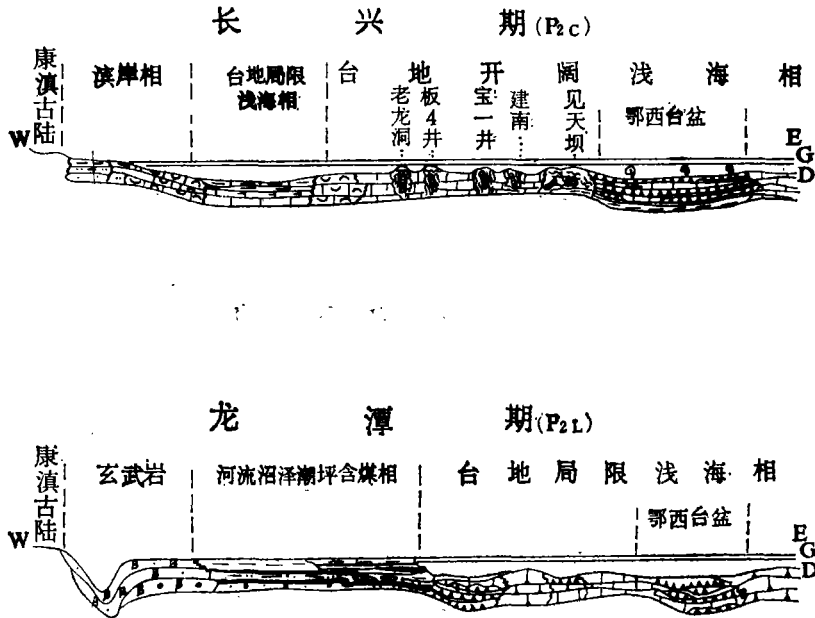 长兴期(P₂C)
康滇古陆
滨岸相
台地局限
浅海相
台地开阔浅海相
老龙洞
板4井
宝一井
建南
见天坝
鄂西台盆
W
E
G
D
龙潭期(P₂L)
康滇古陆
玄武岩
河流沼泽潮坪含煤相
台地局限浅海相
鄂西台盆
W
E
G
D